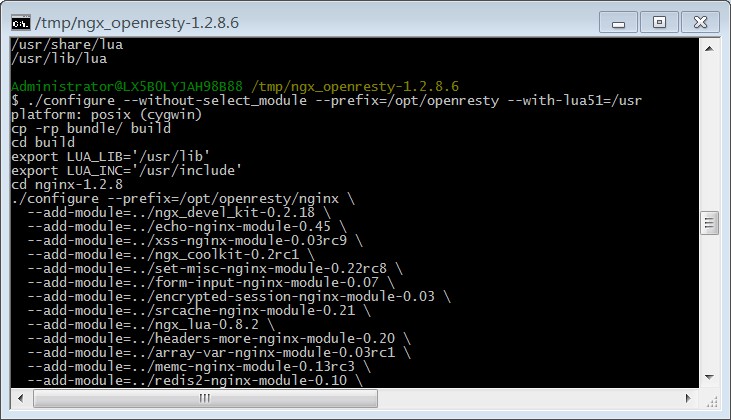 /tmp/ngx_openresty-1.2.8.6
/usr/share/lua
/usr/lib/lua
Administrator@LX5BOLYJAH98B88 /tmp/ngx_openresty-1.2.8.6
$ ./configure --without-select_module --prefix=/opt/openresty --with-lua51=/usr
platform: posix (cygwin)
cp -rp bundle/ build
cd build
export LUA_LIB='/usr/lib'
export LUA_INC='/usr/include'
cd nginx-1.2.8
./configure --prefix=/opt/openresty/nginx \
  --add-module=../ngx_devel_kit-0.2.18 \
  --add-module=../echo-nginx-module-0.45 \
  --add-module=../xss-nginx-module-0.03rc9 \
  --add-module=../ngx_coolkit-0.2rc1 \
  --add-module=../set-misc-nginx-module-0.22rc8 \
  --add-module=../form-input-nginx-module-0.07 \
  --add-module=../encrypted-session-nginx-module-0.03 \
  --add-module=../srcache-nginx-module-0.21 \
  --add-module=../ngx_lua-0.8.2 \
  --add-module=../headers-more-nginx-module-0.20 \
  --add-module=../array-var-nginx-module-0.03rc1 \
  --add-module=../memc-nginx-module-0.13rc3 \
  --add-module=../redis2-nginx-module-0.10 \